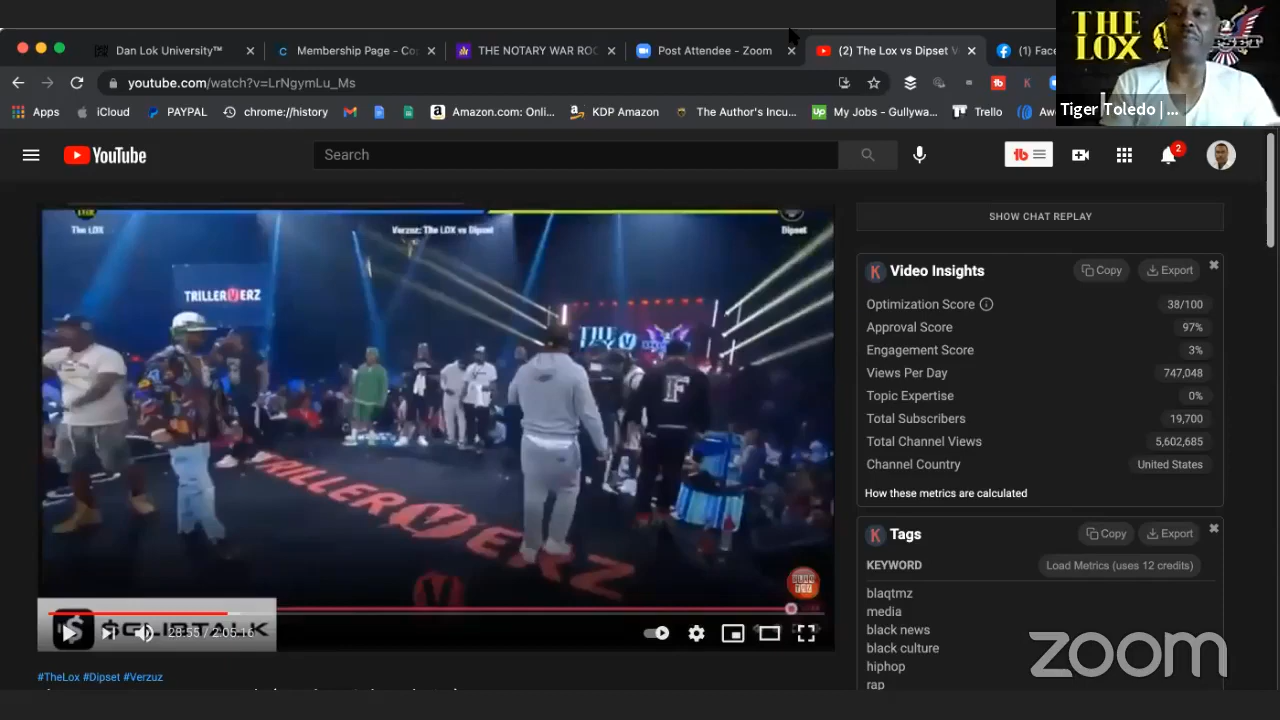 THE
LOX
Dan Lok University™
Membership Page - Co
THE NOTARY WAR ROO
Post Attendee - Zoom
(2) The Lox vs Dipset V
(1) Face
Tiger Toledo | ...
youtube.com/watch?v=LrNgymLu_Ms
Apps
iCloud
PAYPAL
chrome://history
Amazon.com: Onli...
KDP Amazon
The Author's Incu...
My Jobs - Gullywa...
Trello
YouTube
Search
2
SHOW CHAT REPLAY
The LOX
Verzuz: The LOX vs Dipset
Dipset
TRILLERVERZ
THE
LOX
F
TRILLERVERZ
$GLIBTALK
28:55 / 2:05:16
#TheLox #Dipset #Verzuz
K Video Insights
Copy
Export
Optimization Score 38/100
Approval Score 97%
Engagement Score 3%
Views Per Day 747,048
Topic Expertise 0%
Total Subscribers 19,700
Total Channel Views 5,602,685
Channel Country United States
How these metrics are calculated
K Tags
Copy
Export
KEYWORD
Load Metrics (uses 12 credits)
blaqtmz
media
black news
black culture
hiphop
rap
zoom